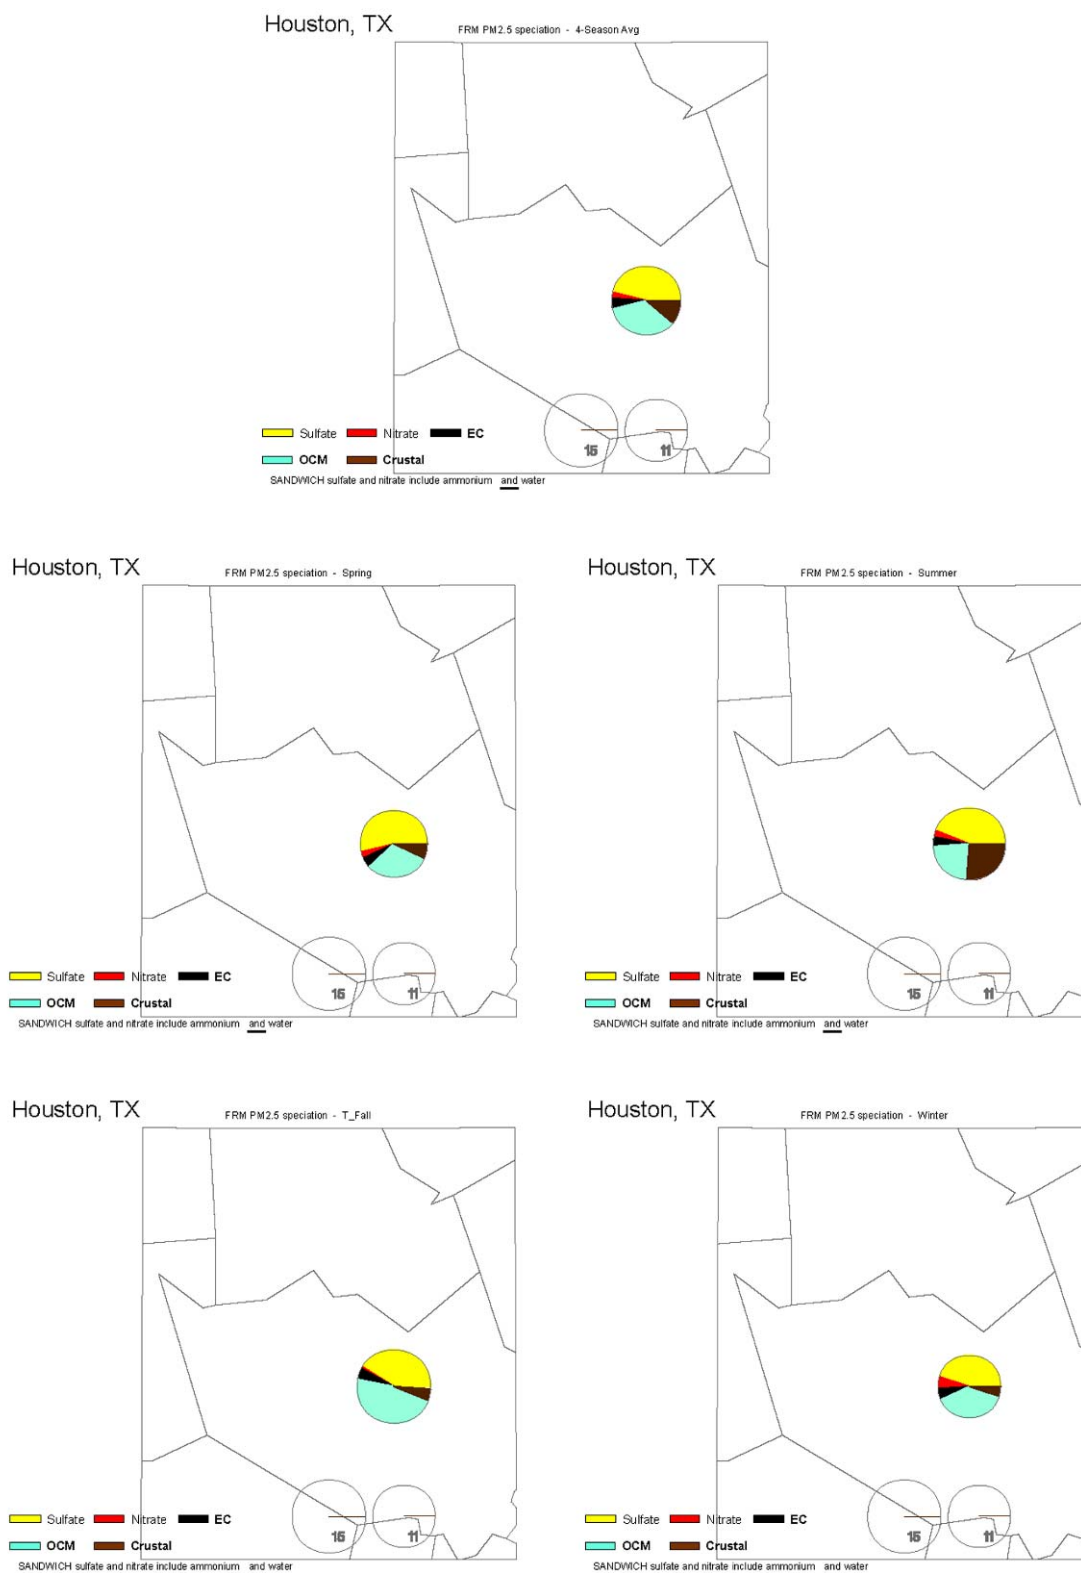 Houston, TX
FRM PM2.5 speciation - 4-Season Avg
15 11
Sulfate Nitrate EC
OCM Crustal
SANDWICH sulfate and nitrate include ammonium and water
Houston, TX
FRM PM2.5 speciation - Spring
15 11
Sulfate Nitrate EC
OCM Crustal
SANDWICH sulfate and nitrate include ammonium and water
Houston, TX
FRM PM2.5 speciation - Summer
15 11
Sulfate Nitrate EC
OCM Crustal
SANDWICH sulfate and nitrate include ammonium and water
Houston, TX
FRM PM2.5 speciation - T_Fall
15 11
Sulfate Nitrate EC
OCM Crustal
SANDWICH sulfate and nitrate include ammonium and water
Houston, TX
FRM PM2.5 speciation - Winter
15 11
Sulfate Nitrate EC
OCM Crustal
SANDWICH sulfate and nitrate include ammonium and water